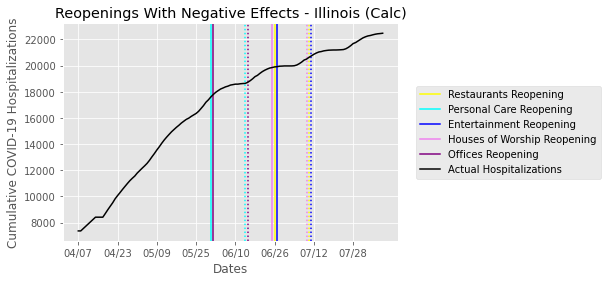 Reopenings With Negative Effects - Illinois (Calc)
Cumulative COVID-19 Hospitalizations
22000
20000
18000
16000
14000
12000
10000
8000
04/07 04/23 05/09 05/25 06/10 06/26 07/12 07/28
Dates
Restaurants Reopening
Personal Care Reopening
Entertainment Reopening
Houses of Worship Reopening
Offices Reopening
Actual Hospitalizations